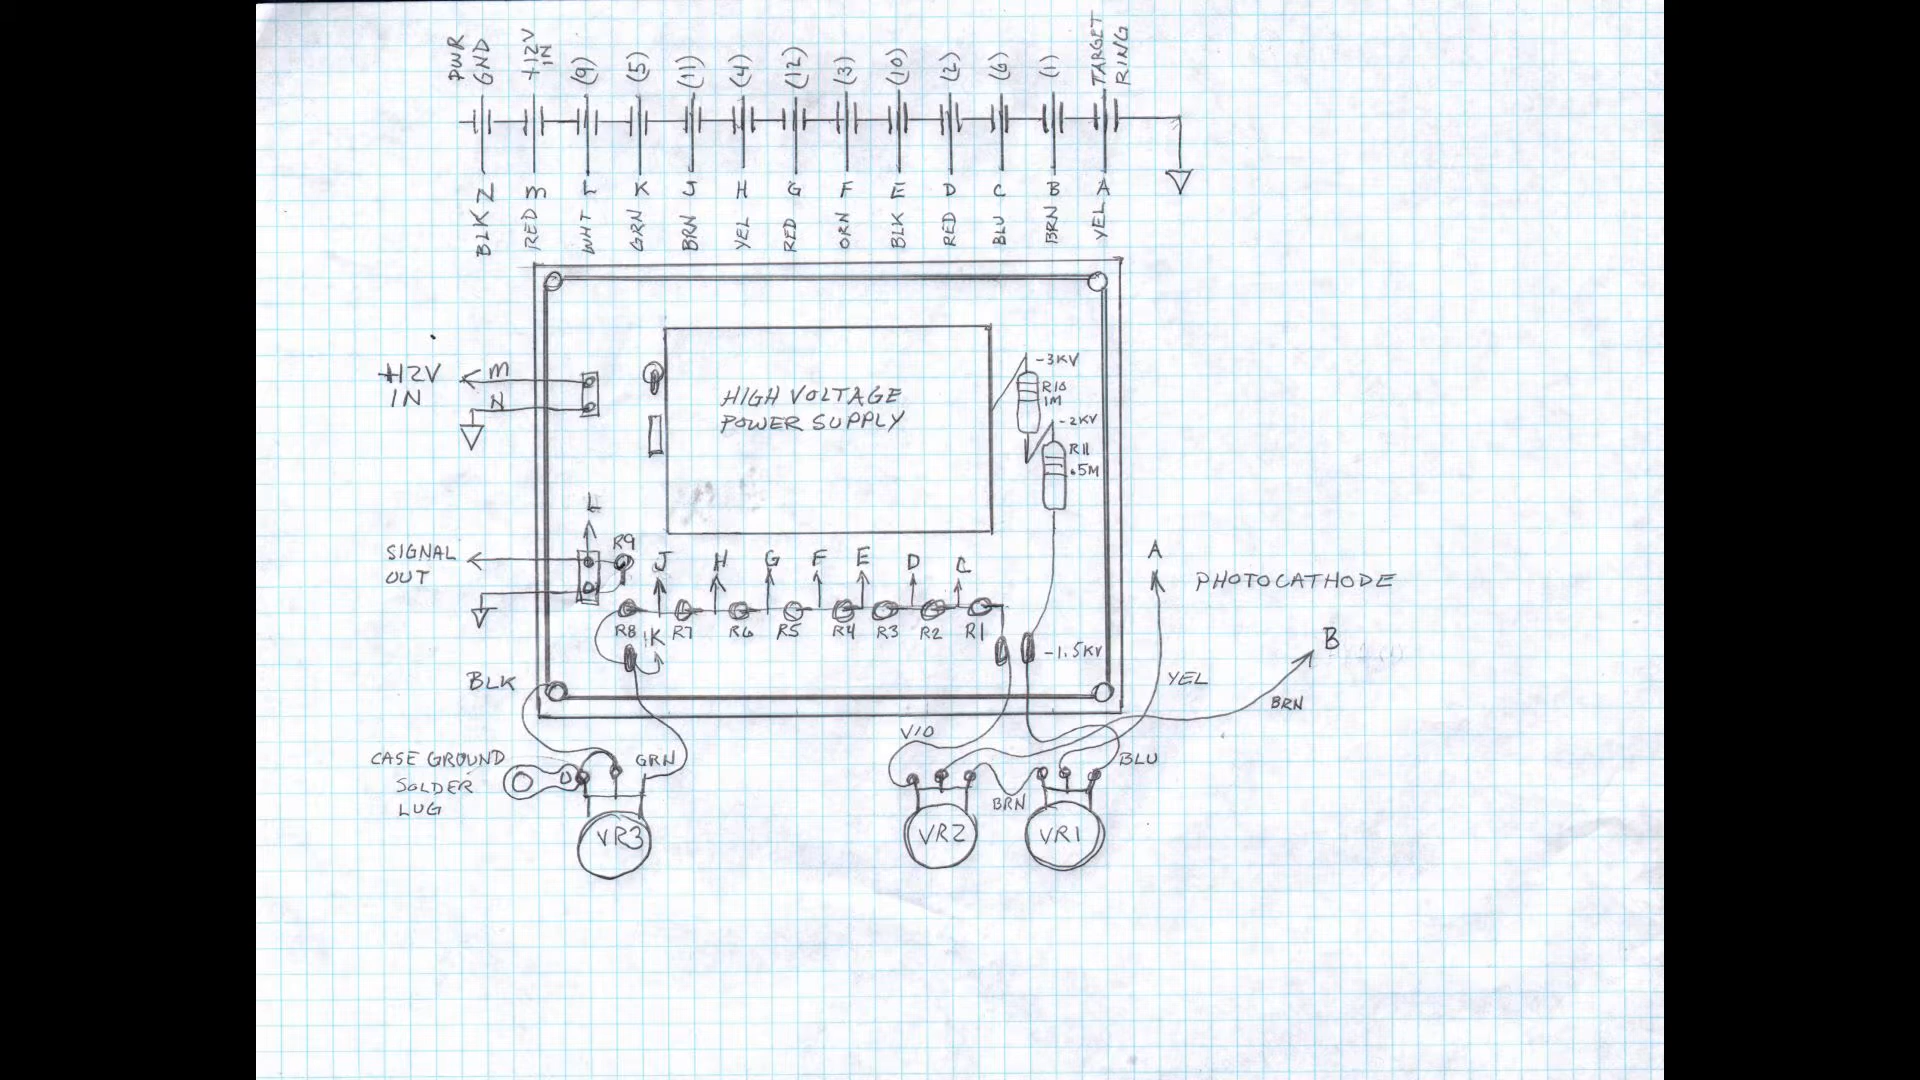 PWR
GND
+12V
IN
(9)
(5)
(11)
(4)
(12)
(3)
(10)
(2)
(6)
(1)
TARGET
RING
N
M
L
K
J
H
G
F
E
D
C
B
A
BLK
RED
WHT
GRN
BRN
YEL
RED
ORN
BLK
RED
BLU
BRN
YEL
+12V
IN
M
N
HIGH VOLTAGE
POWER SUPPLY
-3KV
R10
1M
-2KV
R11
.5M
L
SIGNAL
OUT
R9
J
H
G
F
E
D
C
A
PHOTOCATHODE
R8
K
R7
R6
R5
R4
R3
R2
R1
-1.5KV
B
BLK
YEL
BRN
VIO
CASE GROUND
SOLDER
LUG
GRN
BLU
BRN
VR3
VR2
VR1